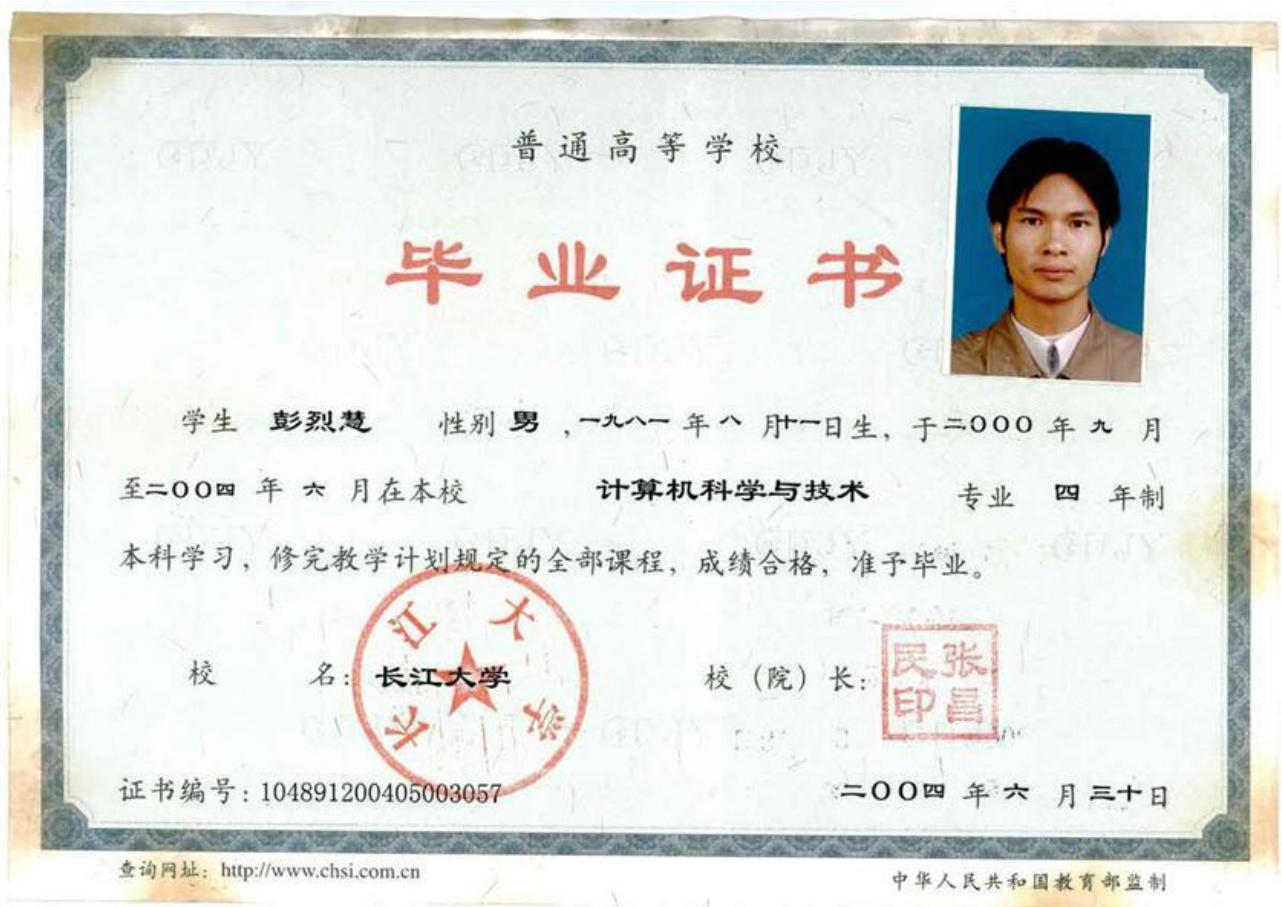 普通高等学校
毕业证书
学生 彭烈慧 性别 男 ,一九八一 年 八 月十一日生, 于二000 年 九 月
至二00四 年 六 月在本校 计算机科学与技术 专业 四 年制
本科学习, 修完教学计划规定的全部课程, 成绩合格, 准予毕业。
校 名: 长江大学 校 (院) 长:
长江大学
张昌民印
证书编号: 104891200405003057 二00四 年 六 月 三十日
查询网址: http://www.chsi.com.cn 中华人民共和国教育部监制